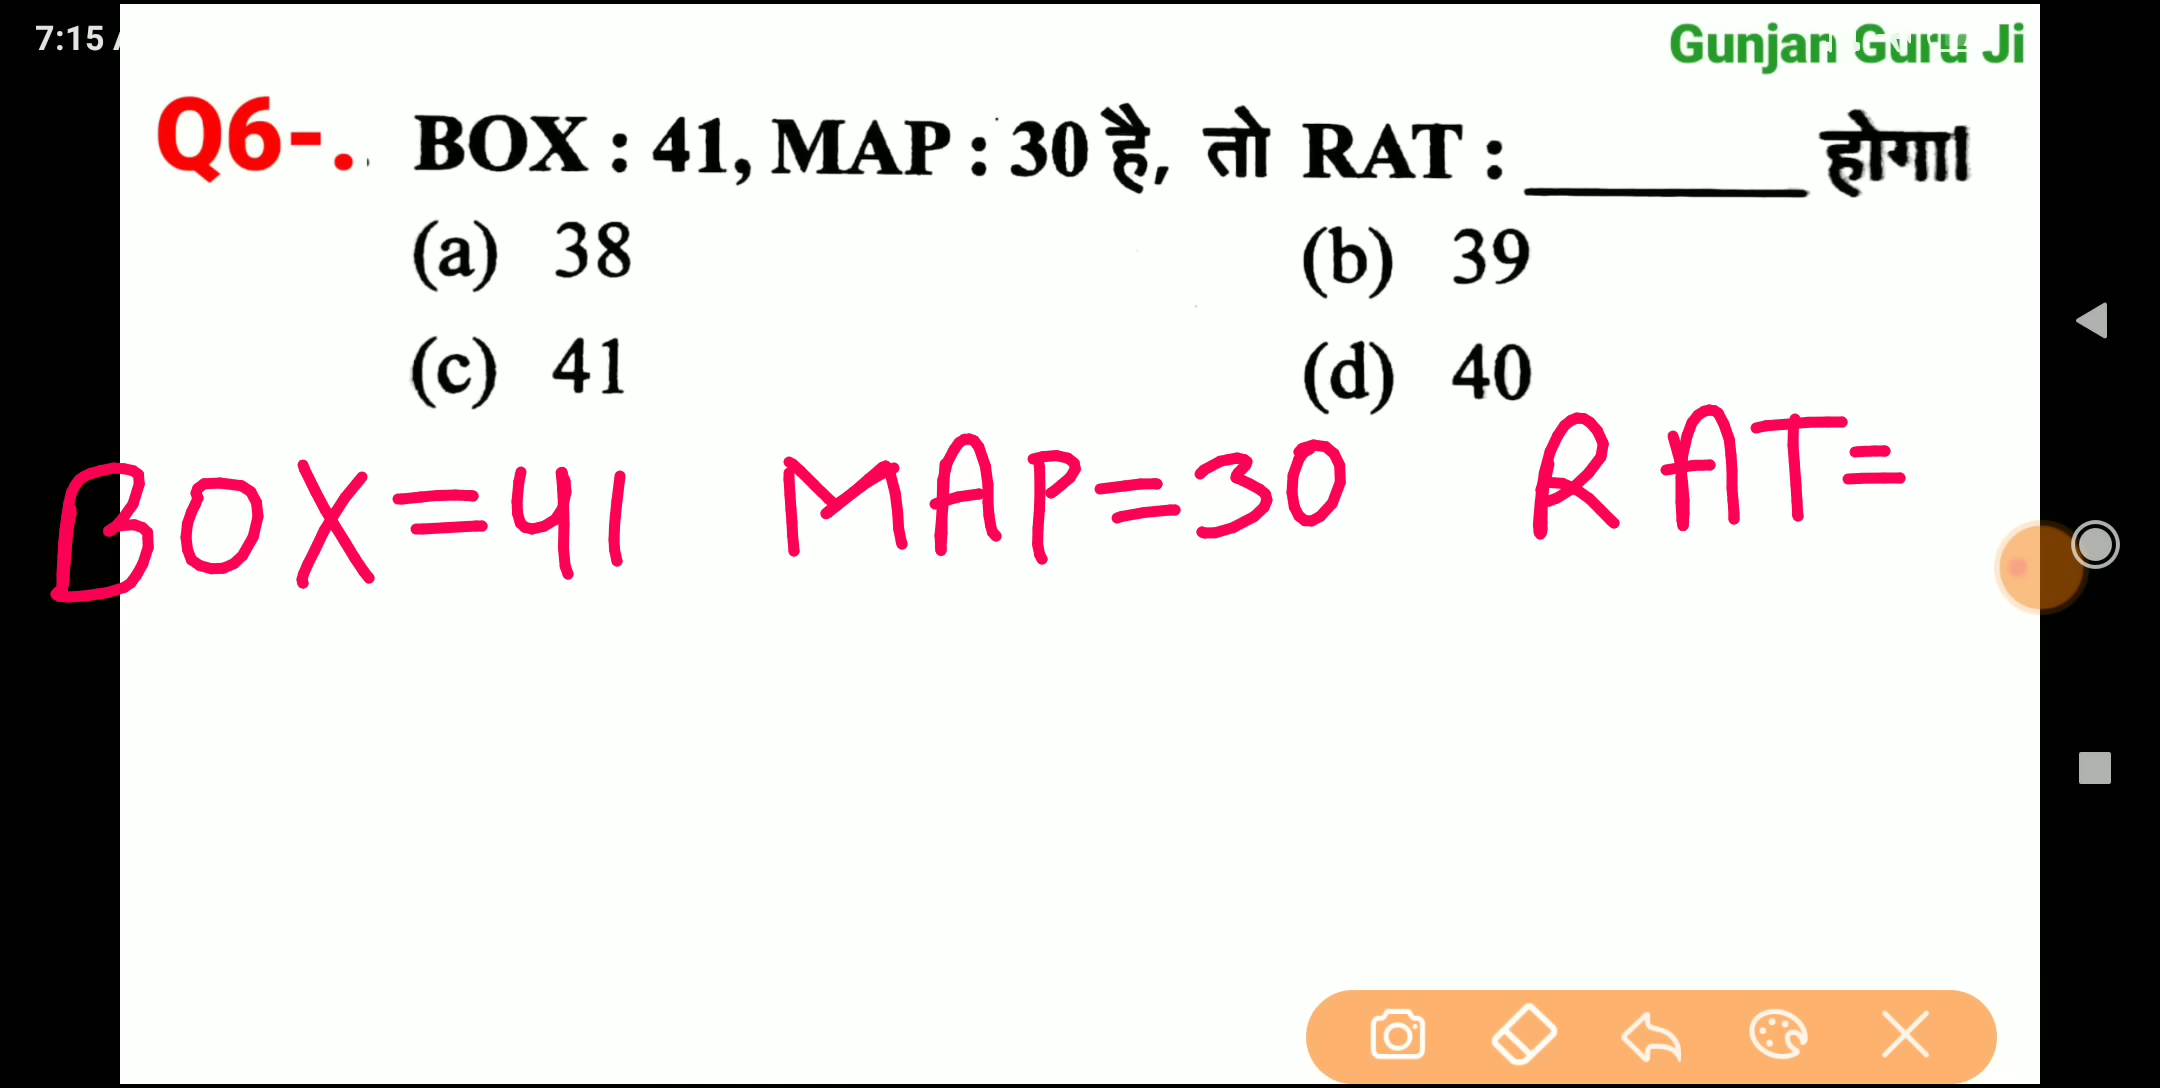 7:15
Gunjan Guru Ji
Q6-. BOX : 41, MAP : 30 है, तो RAT : ________ होगा।
(a) 38 (b) 39
(c) 41 (d) 40
BOX=41 MAP=30 RAT=